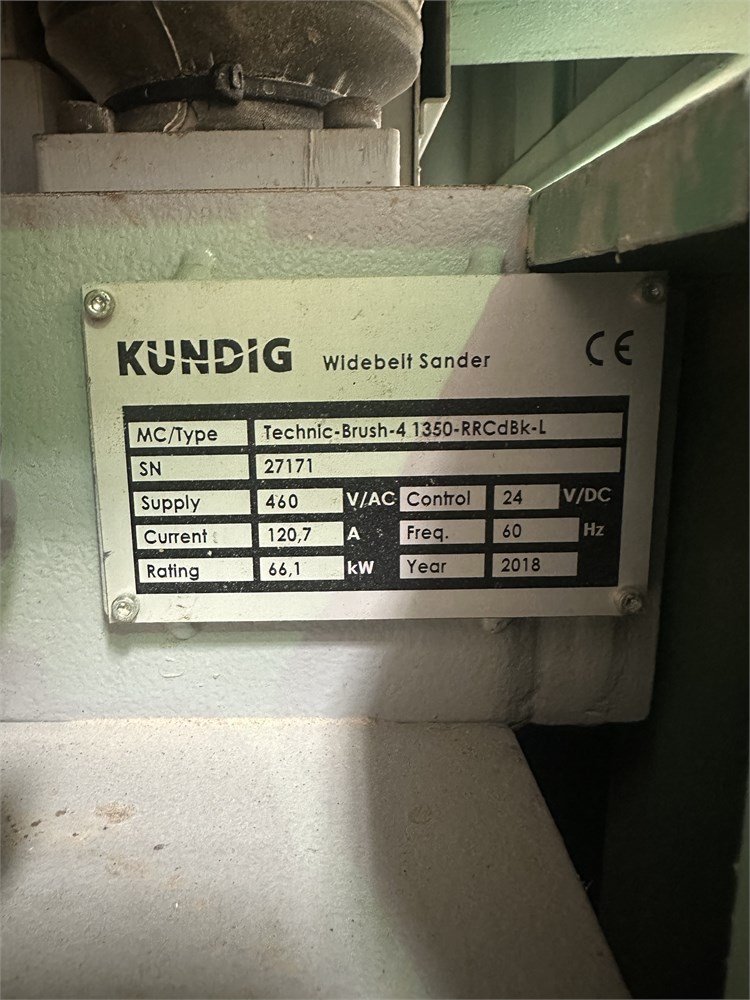 KUNDIG Widebelt Sander CE
MC/Type Technic-Brush-4 1350-RRCdBk-L
SN 27171
Supply 460 V/AC Control 24 V/DC
Current 120,7 A Freq. 60 Hz
Rating 66,1 kW Year 2018